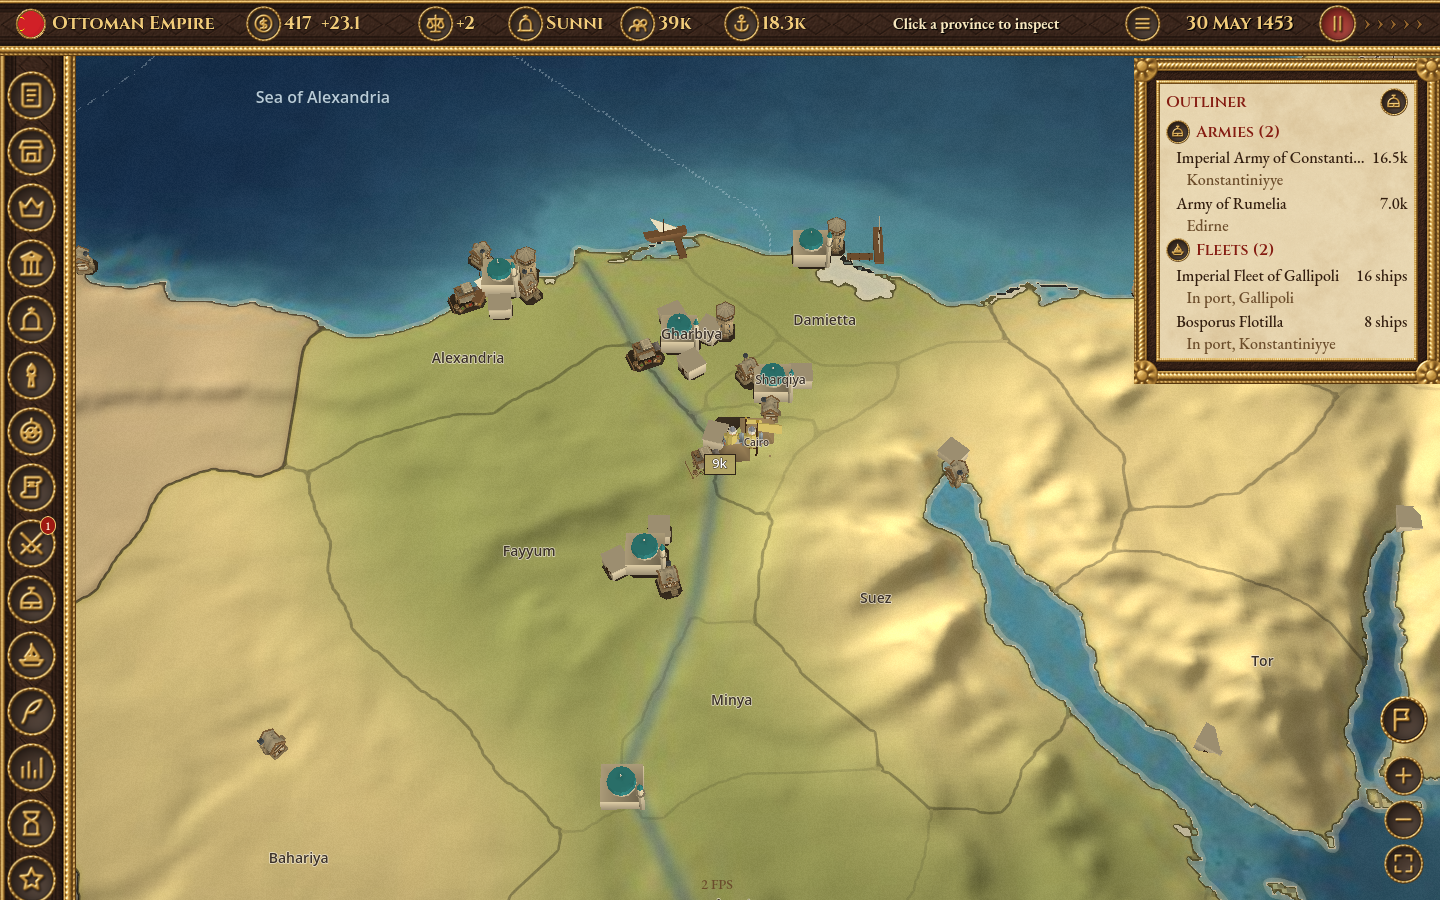 OTTOMAN EMPIRE 417 +23.1 +2 SUNNI 39K 18.3K Click a province to inspect 30 MAY 1453
OUTLINER
ARMIES (2)
Imperial Army of Constanti... 16.5k
Konstantiniyye
Army of Rumelia 7.0k
Edirne
FLEETS (2)
Imperial Fleet of Gallipoli 16 ships
In port, Gallipoli
Bosporus Flotilla 8 ships
In port, Konstantiniyye
Sea of Alexandria
Damietta
Gharbiya
Alexandria
Sharqiya
Cairo
9k
1
Fayyum
Suez
Tor
Minya
Bahariya
2 FPS